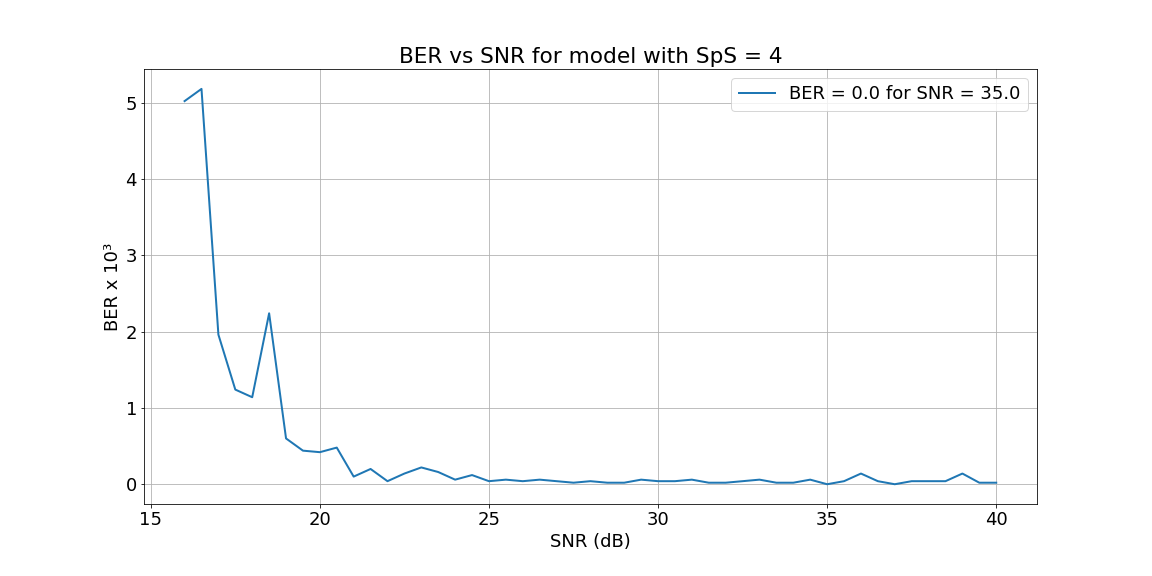 BER vs SNR for model with SpS = 4
BER = 0.0 for SNR = 35.0
BER x 10³
5
4
3
2
1
0
15 20 25 30 35 40
SNR (dB)